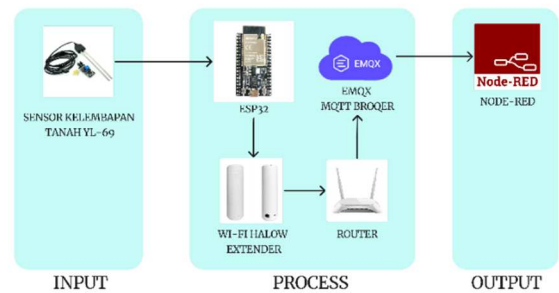 SENSOR KELEMBAPAN
TANAH YL-69
ESP32
EMQX
EMQX
MQTT BROQER
Node-RED
NODE-RED
WI-FI HALOW
EXTENDER
ROUTER
INPUT
PROCESS
OUTPUT